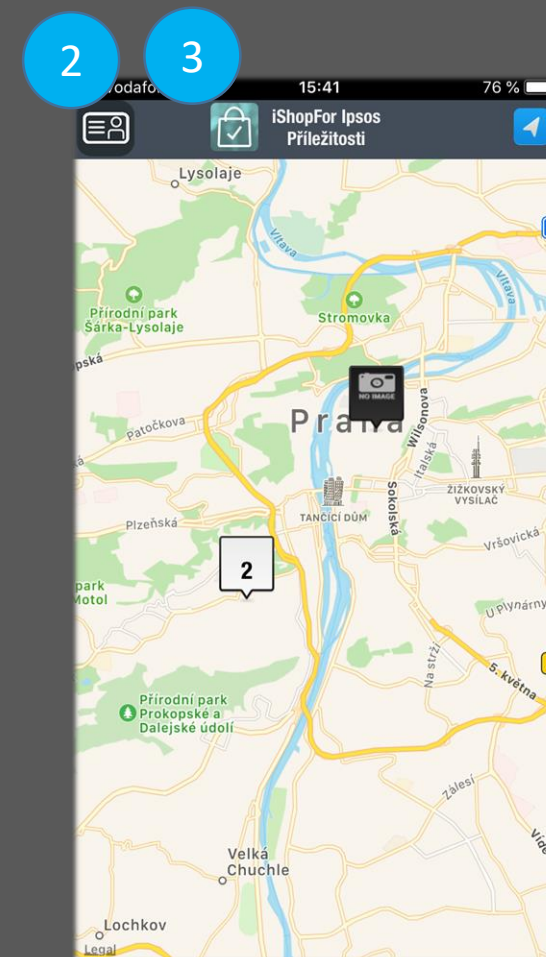 2
3
15:41
76 %
iShopFor Ipsos
Příležitosti
Lysolaje
Vltava
Vltava
Přírodní park
Šárka-Lysolaje
Stromovka
NO IMAGE
Patočkova
Wilsonova
Italská
ŽIŽKOVSKÝ
VYSÍLAČ
TANČÍCÍ DŮM
Sokolská
Plzeňská
Vršovická
2
park
Motol
U Plynárny
Na strži
5. května
Přírodní park
Prokopské a
Dalejské údolí
Zálesí
Velká
Chuchle
Lochkov
Legal